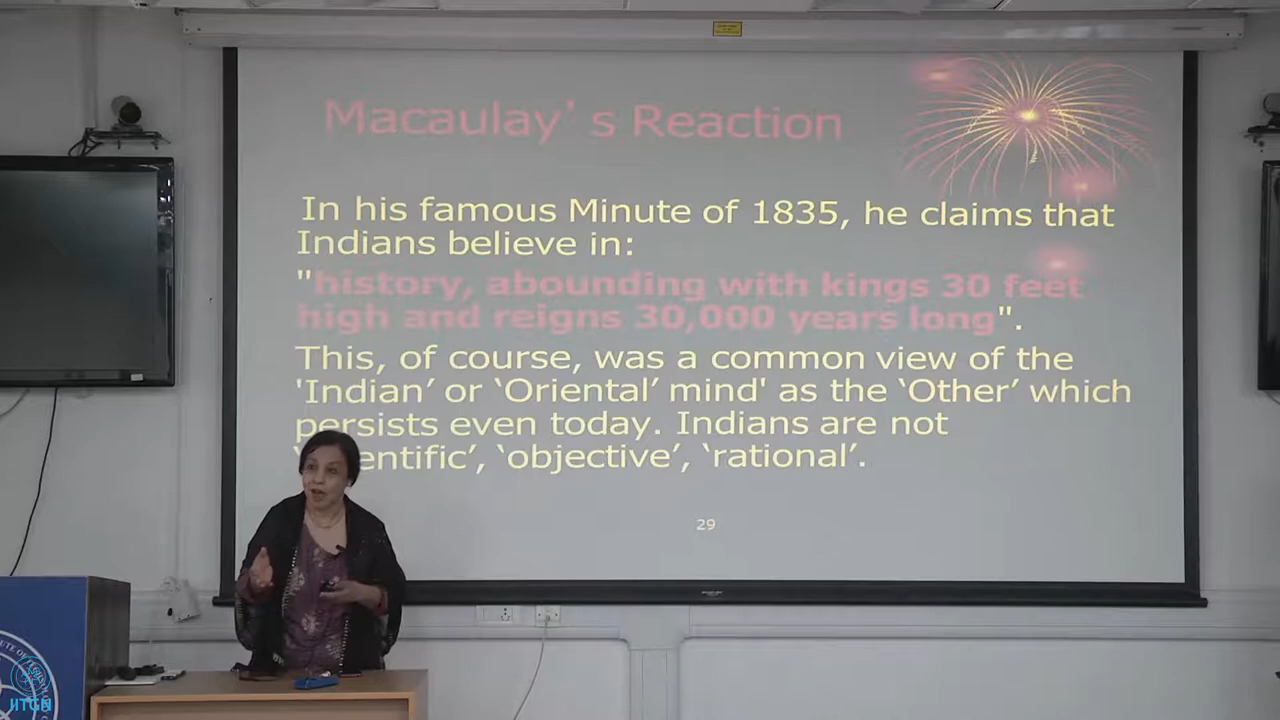 Macaulay' s Reaction
In his famous Minute of 1835, he claims that
Indians believe in:
"history, abounding with kings 30 feet
high and reigns 30,000 years long".
This, of course, was a common view of the
'Indian’ or ‘Oriental’ mind' as the ‘Other’ which
persists even today. Indians are not
entific’, ‘objective’, ‘rational’.
29
IITGN